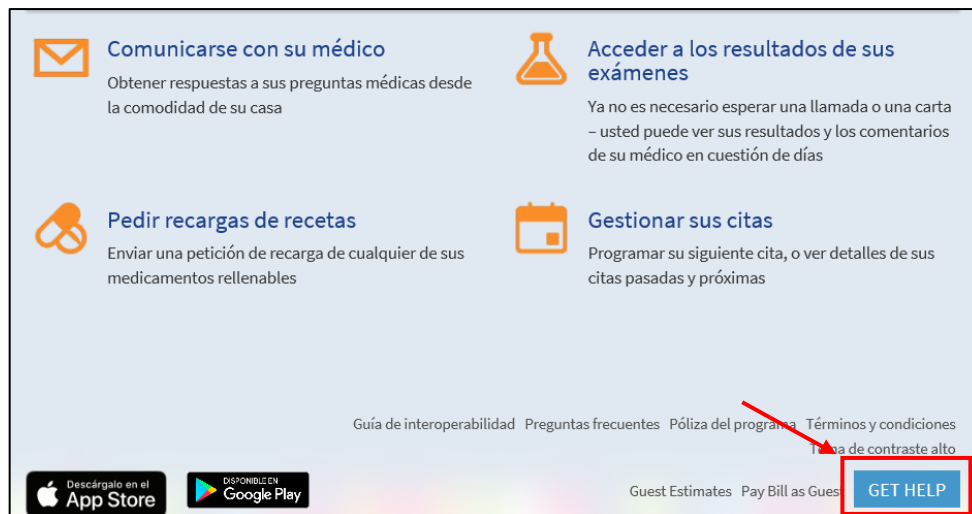 Comunicarse con su médico
Obtener respuestas a sus preguntas médicas desde
la comodidad de su casa
Acceder a los resultados de sus
exámenes
Ya no es necesario esperar una llamada o una carta
– usted puede ver sus resultados y los comentarios
de su médico en cuestión de días
Pedir recargas de recetas
Enviar una petición de recarga de cualquier de sus
medicamentos rellenables
Gestionar sus citas
Programar su siguiente cita, o ver detalles de sus
citas pasadas y próximas
Guía de interoperabilidad Preguntas frecuentes Póliza del programa Términos y condiciones
Tema de contraste alto
Descárgalo en el
App Store
DISPONIBLE EN
Google Play
Guest Estimates Pay Bill as Guest
GET HELP